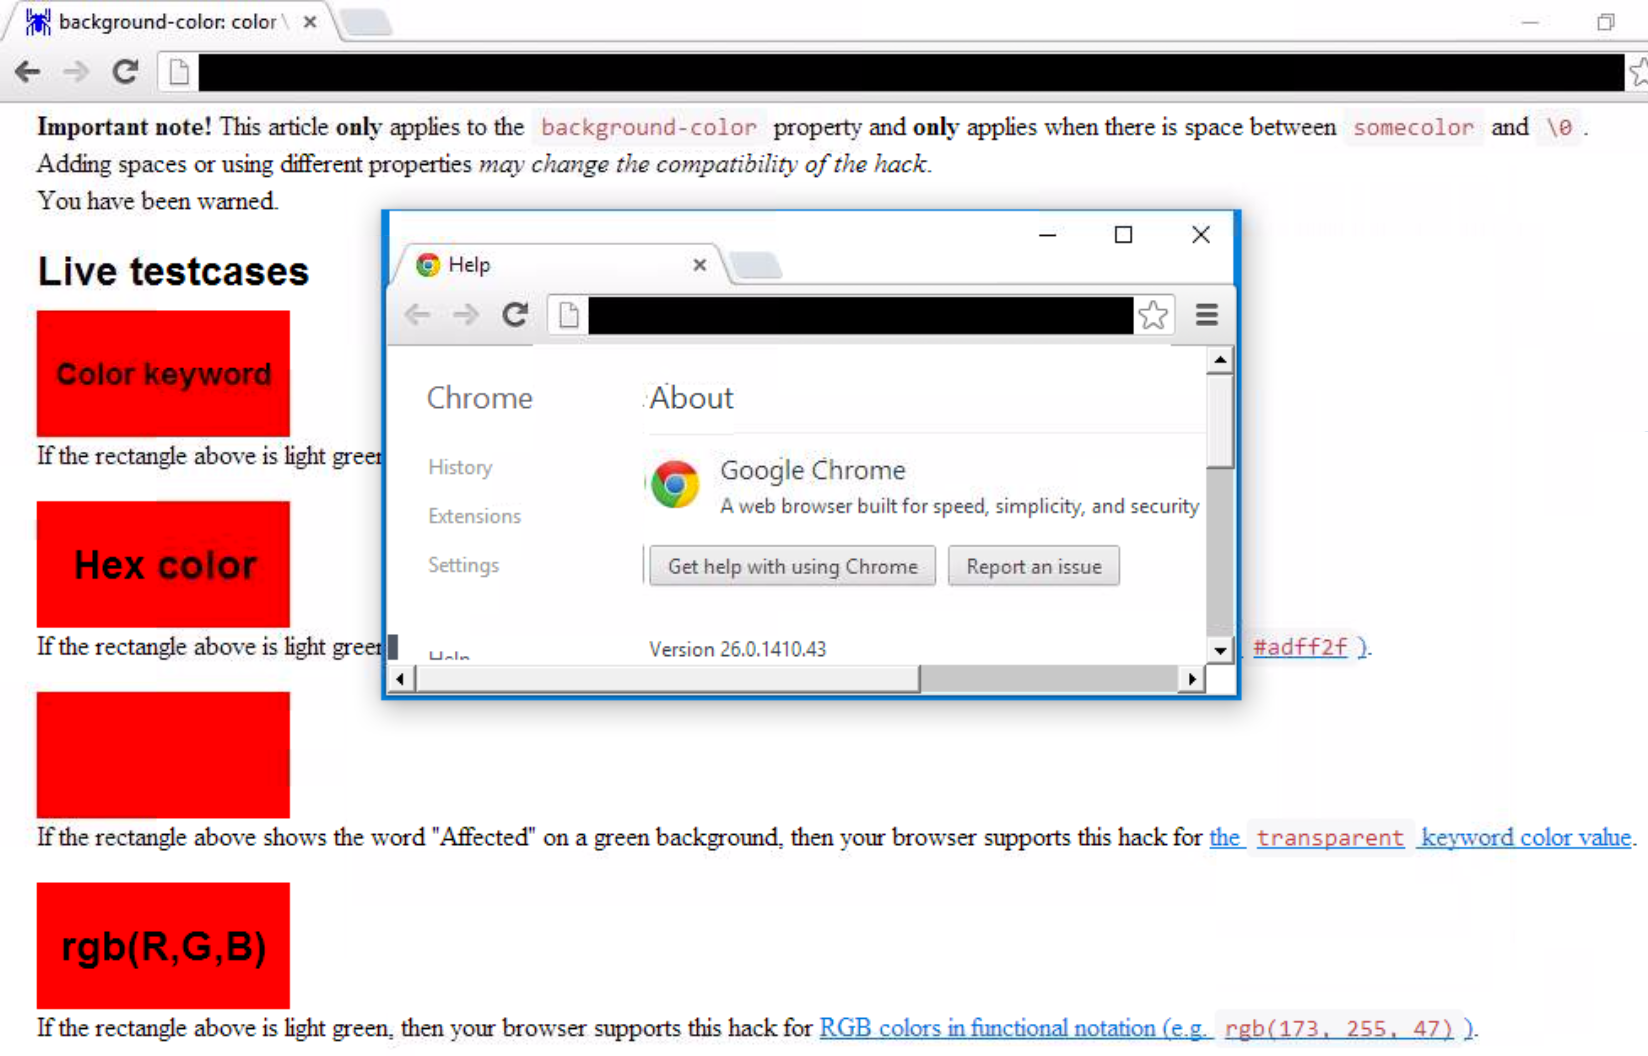 background-color: color \
Important note! This article only applies to the background-color property and only applies when there is space between somecolor and \0 .
Adding spaces or using different properties may change the compatibility of the hack.
You have been warned.
Live testcases
Color keyword
If the rectangle above is light green
Hex color
If the rectangle above is light green
#adff2f ).
If the rectangle above shows the word "Affected" on a green background, then your browser supports this hack for the transparent keyword color value.
rgb(R,G,B)
If the rectangle above is light green, then your browser supports this hack for RGB colors in functional notation (e.g. rgb(173, 255, 47) ).
Help
Chrome
History
Extensions
Settings
Help
About
Google Chrome
A web browser built for speed, simplicity, and security
Get help with using Chrome
Report an issue
Version 26.0.1410.43